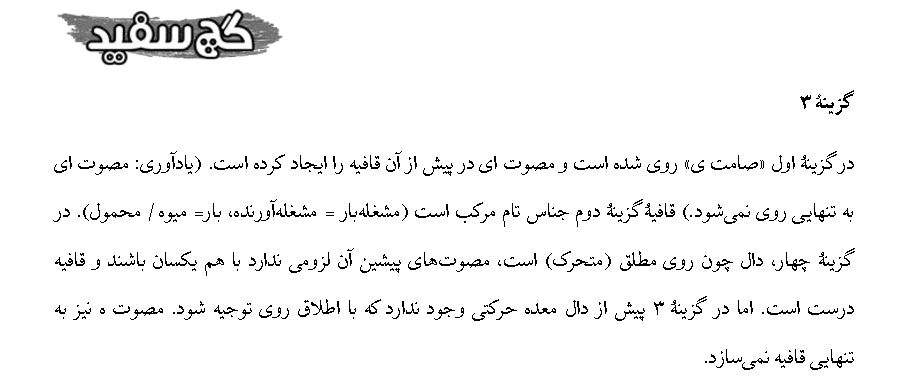 گچ سفید
گزینهٔ ۳
در گزینهٔ اول «صامت ی» روی شده است و مصوت ای در پیش از آن قافیه را ایجاد کرده است. (یادآوری: مصوت ای
به تنهایی روی نمی‌شود.) قافیهٔ گزینهٔ دوم جناس تام مرکب است (مشغله‌بار = مشغله‌آورنده، بار= میوه/ محمول). در
گزینهٔ چهار، دال چون روی مطلق (متحرک) است، مصوت‌های پیشین آن لزومی ندارد با هم یکسان باشند و قافیه
درست است. اما در گزینهٔ ۳ پیش از دال معده حرکتی وجود ندارد که با اطلاق روی توجیه شود. مصوت ه نیز به
تنهایی قافیه نمی‌سازد.